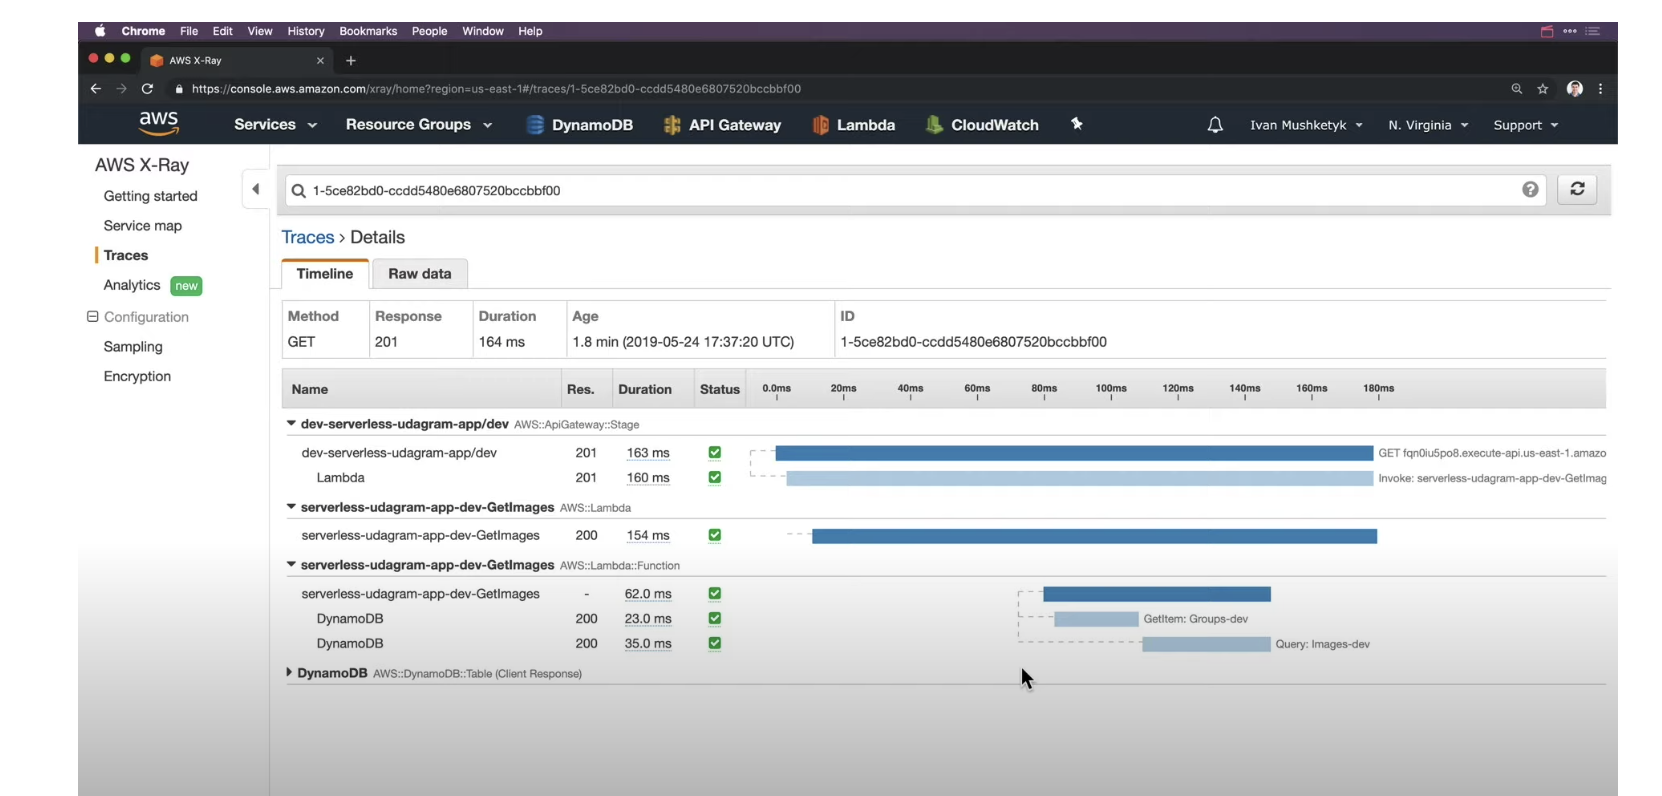 Chrome File Edit View History Bookmarks People Window Help
AWS X-Ray
https://console.aws.amazon.com/xray/home?region=us-east-1#/traces/1-5ce82bd0-ccdd5480e6807520bccbbf00
aws Services Resource Groups DynamoDB API Gateway Lambda CloudWatch Ivan Mushketyk N. Virginia Support
AWS X-Ray
Getting started
Service map
Traces
Analytics new
Configuration
Sampling
Encryption
1-5ce82bd0-ccdd5480e6807520bccbbf00
Traces > Details
Timeline Raw data
Method Response Duration Age ID
GET 201 164 ms 1.8 min (2019-05-24 17:37:20 UTC) 1-5ce82bd0-ccdd5480e6807520bccbbf00
Name Res. Duration Status 0.0ms 20ms 40ms 60ms 80ms 100ms 120ms 140ms 160ms 180ms
dev-serverless-udagram-app/dev AWS::ApiGateway::Stage
dev-serverless-udagram-app/dev 201 163 ms GET fqn0iu5po8.execute-api.us-east-1.amazo
Lambda 201 160 ms Invoke: serverless-udagram-app-dev-GetImag
serverless-udagram-app-dev-GetImages AWS::Lambda
serverless-udagram-app-dev-GetImages 200 154 ms
serverless-udagram-app-dev-GetImages AWS::Lambda::Function
serverless-udagram-app-dev-GetImages - 62.0 ms
DynamoDB 200 23.0 ms GetItem: Groups-dev
DynamoDB 200 35.0 ms Query: Images-dev
DynamoDB AWS::DynamoDB::Table (Client Response)